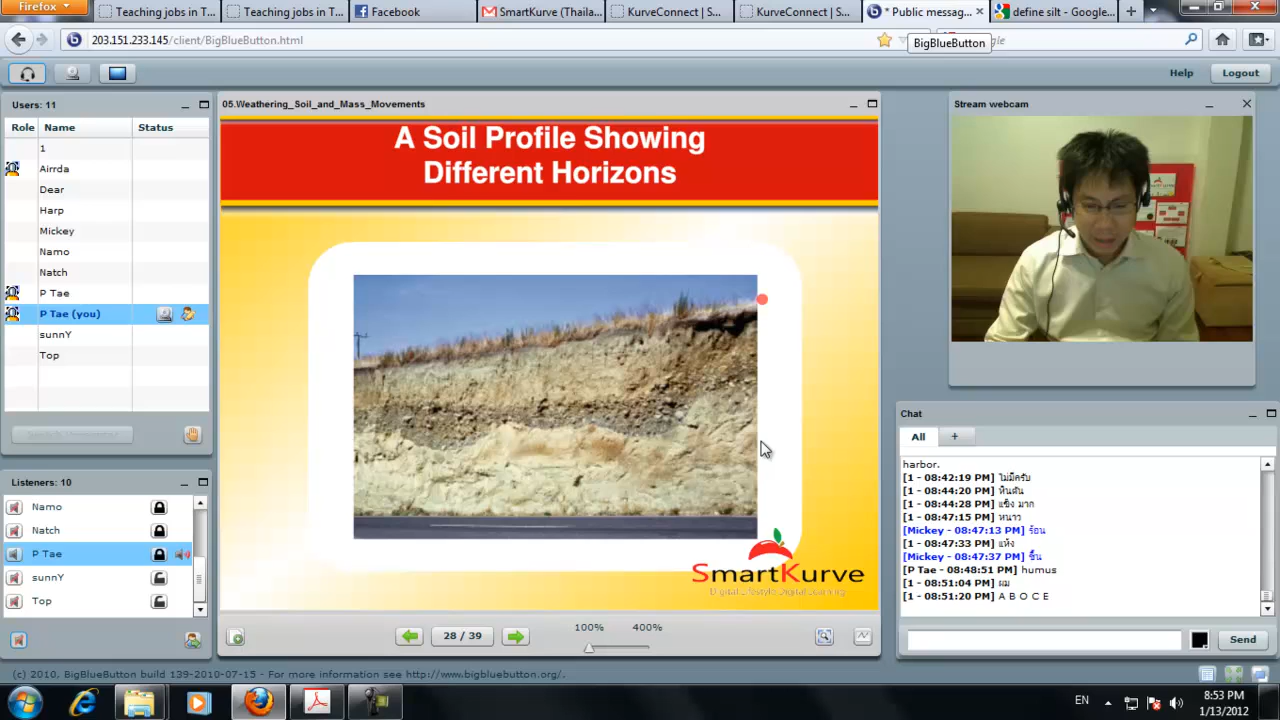 Firefox
Teaching jobs in T...
Teaching jobs in T...
Facebook
SmartKurve (Thaila...
KurveConnect | S...
KurveConnect | S...
* Public messag...
define silt - Google...
203.151.233.145/client/BigBlueButton.html
BigBlueButton
Help
Logout
Users: 11
Role
Name
Status
1
Airrda
Dear
Harp
Mickey
Namo
Natch
P Tae
P Tae (you)
sunnY
Top
Listeners: 10
Namo
Natch
P Tae
sunnY
Top
05.Weathering_Soil_and_Mass_Movements
A Soil Profile Showing
Different Horizons
SmartKurve
Digital Lifestyle Digital Learning
28 / 39
100%
400%
Stream webcam
Chat
All
+
harbor.
[1 - 08:42:19 PM] ไม่มีครับ
[1 - 08:44:20 PM] หินดัน
[1 - 08:44:28 PM] แข็ง มาก
[1 - 08:47:15 PM] หนาว
[Mickey - 08:47:13 PM] ร้อน
[1 - 08:47:33 PM] แห้ง
[Mickey - 08:47:37 PM] ชื้น
[P Tae - 08:48:51 PM] humus
[1 - 08:51:04 PM] ผม
[1 - 08:51:20 PM] A B O C E
Send
(c) 2010, BigBlueButton build 139-2010-07-15 - For more information see http://www.bigbluebutton.org/.
EN
8:53 PM
1/13/2012